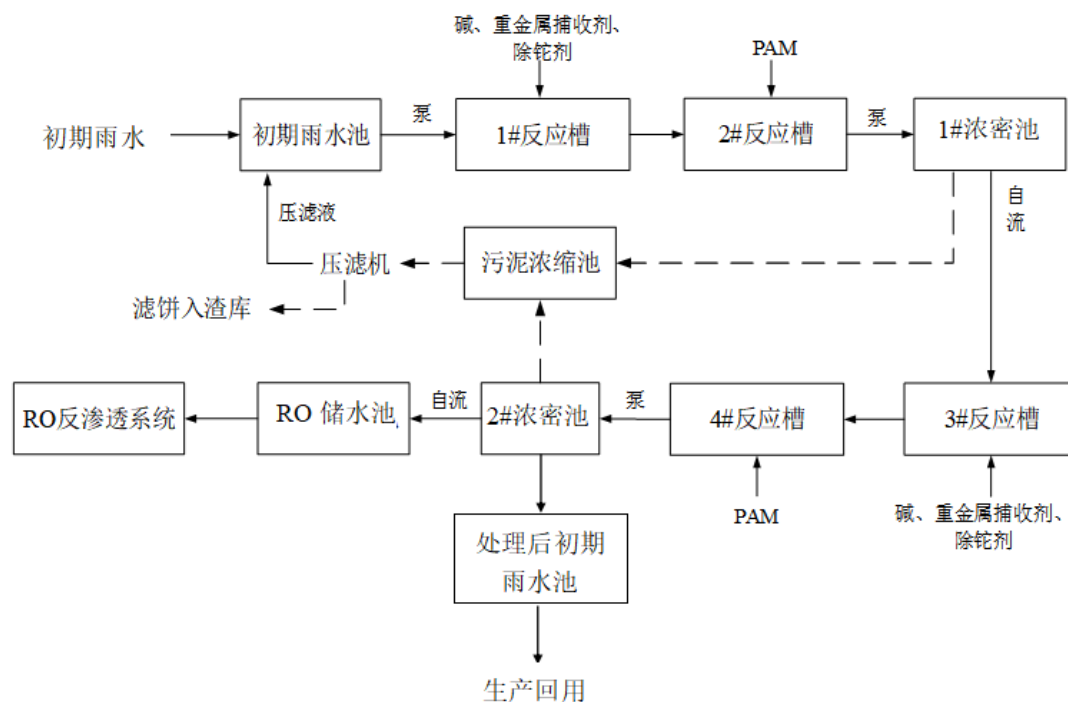 碱、重金属捕收剂、
除铊剂
PAM
初期雨水
初期雨水池
泵
1#反应槽
2#反应槽
泵
1#浓密池
压滤液
自
流
压滤机
污泥浓缩池
滤饼入渣库
RO反渗透系统
RO 储水池
自流
2#浓密池
泵
4#反应槽
3#反应槽
PAM
碱、重金属捕收剂、
除铊剂
处理后初期
雨水池
生产回用